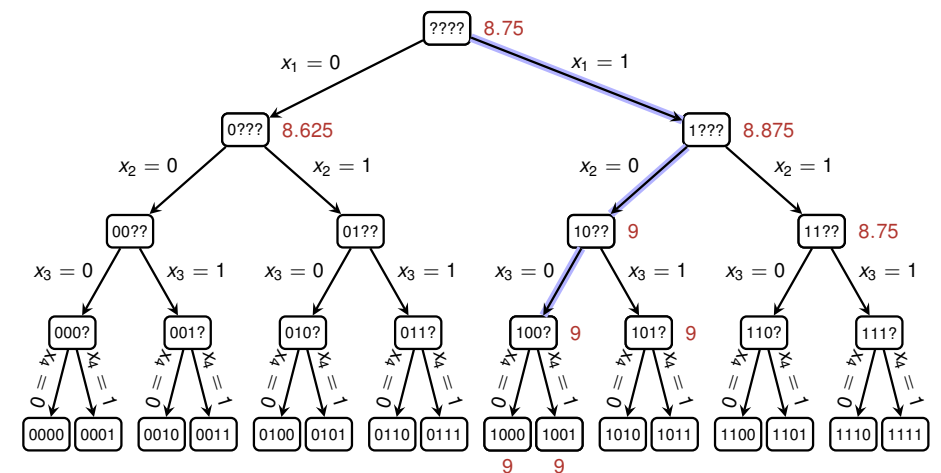 ???? 8.75
x₁ = 0 x₁ = 1
0??? 8.625 1??? 8.875
x₂ = 0 x₂ = 1 x₂ = 0 x₂ = 1
00?? 01?? 10?? 9 11?? 8.75
x₃ = 0 x₃ = 1 x₃ = 0 x₃ = 1 x₃ = 0 x₃ = 1 x₃ = 0 x₃ = 1
000? 001? 010? 011? 100? 9 101? 9 110? 111?
x₄ = 0 x₄ = 1 x₄ = 0 x₄ = 1 x₄ = 0 x₄ = 1 x₄ = 0 x₄ = 1 x₄ = 0 x₄ = 1 x₄ = 0 x₄ = 1 x₄ = 0 x₄ = 1 x₄ = 0 x₄ = 1
0000 0001 0010 0011 0100 0101 0110 0111 1000 1001 1010 1011 1100 1101 1110 1111
9 9